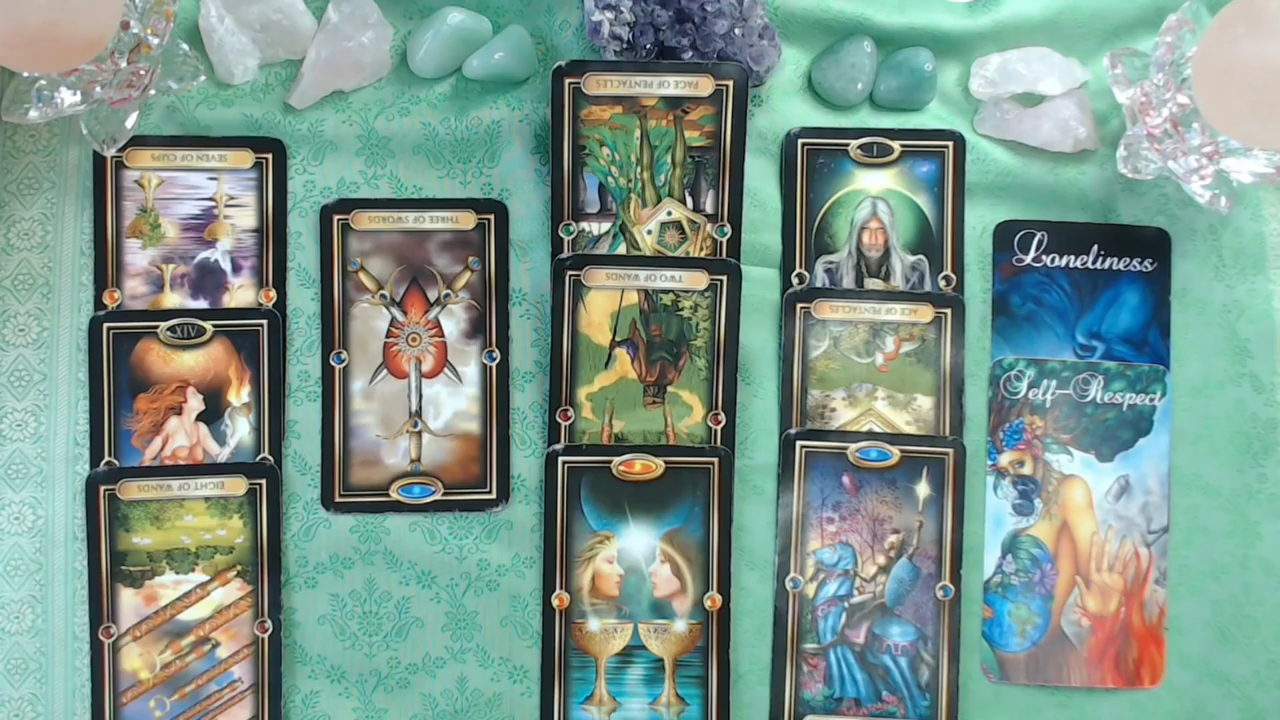 SEVEN OF CUPS
XIV
EIGHT OF WANDS
THREE OF SWORDS
PAGE OF PENTACLES
TWO OF WANDS
I
ACE OF PENTACLES
Loneliness
Self-Respect